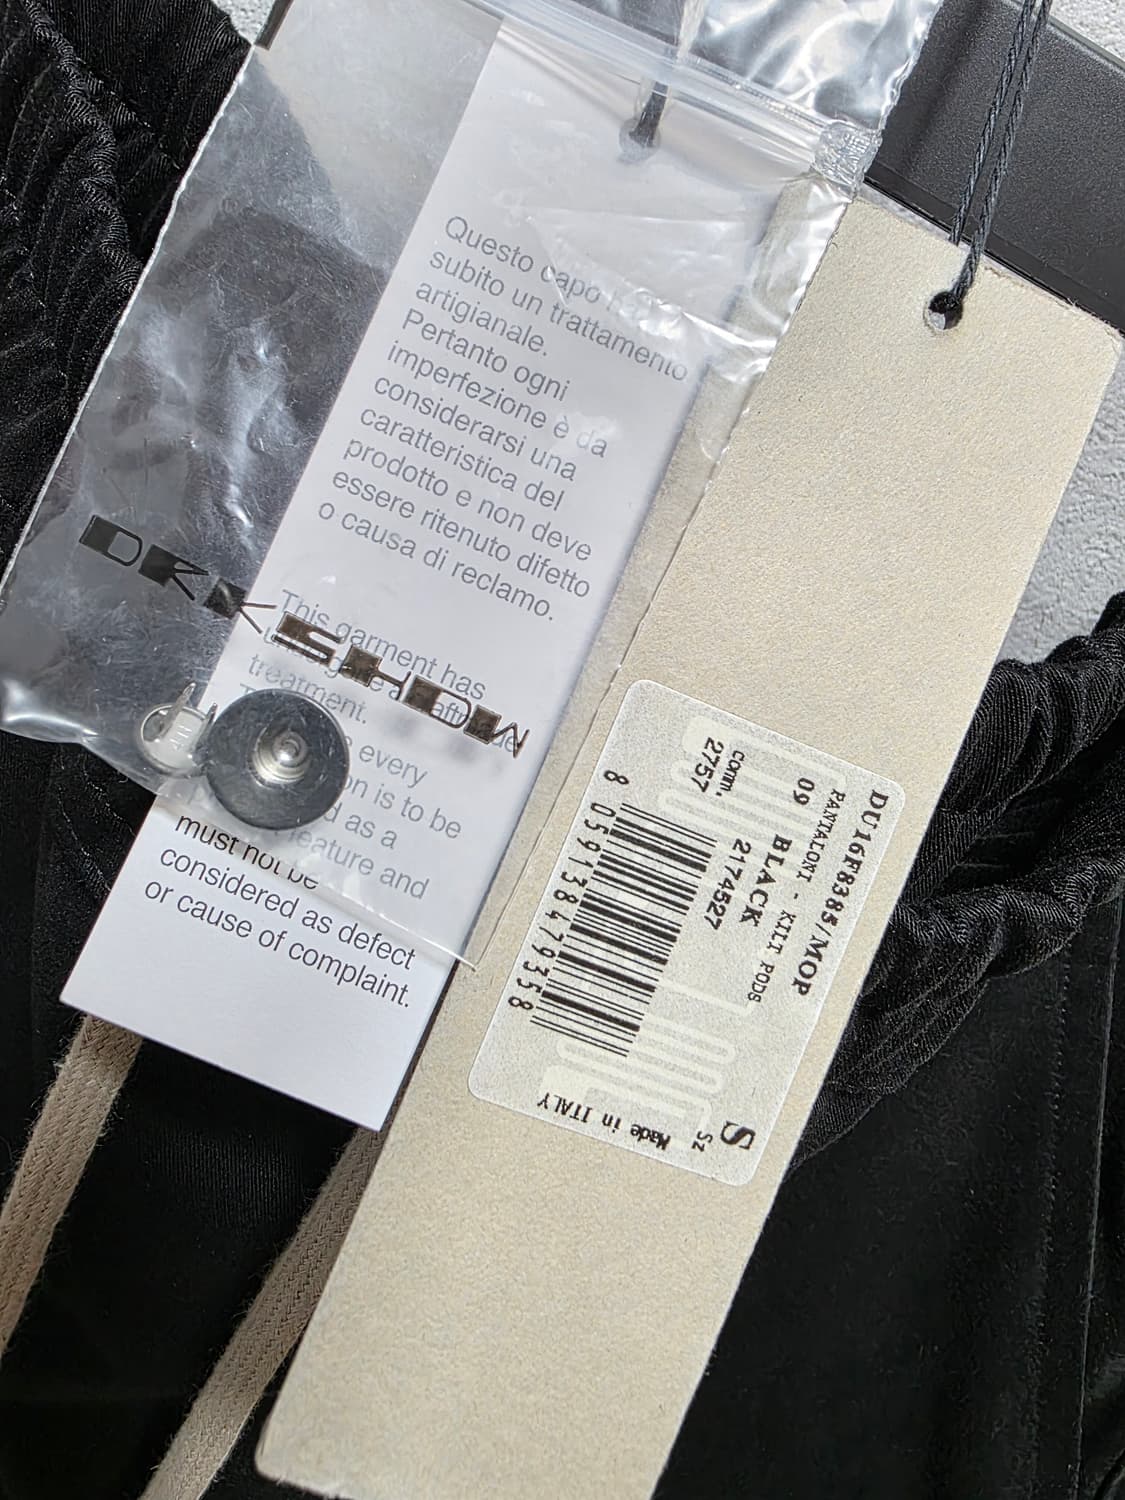 Questo capo
subito un trattamento
artigianale.
Pertanto ogni
imperfezione è da
considerarsi una
caratteristica del
prodotto e non deve
essere ritenuto difetto
o causa di reclamo.
This garment has
treatment.
every
is to be
as a
feature and
must not be
considered as defect
or cause of complaint.
DRKSHDW
DU16F8385/MOP
PANTALONI - KILT PODS
09 BLACK
comm. 2174527
2757
8 059138479358
S
Sz
Made in ITALY